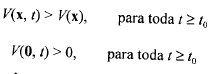 V(x, t) > V(x), para toda t ≥ t₀
V(0, t) > 0, para toda t ≥ t₀